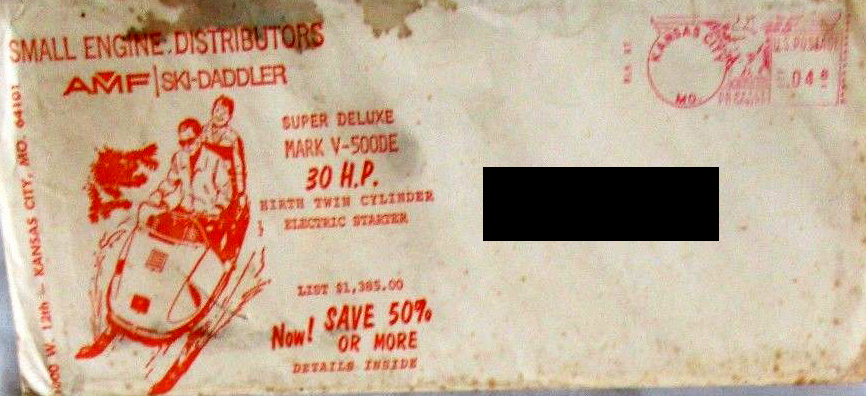 SMALL ENGINE DISTRIBUTORS
AMF | SKI-DADDLER
SUPER DELUXE
MARK V-500DE
30 H.P.
HIRTH TWIN CYLINDER
ELECTRIC STARTER
LIST $1,385.00
Now! SAVE 50%
OR MORE
DETAILS INSIDE
W. 12th — KANSAS CITY, MO. 64101
KANSAS CITY
MO.
U.S. POSTAGE